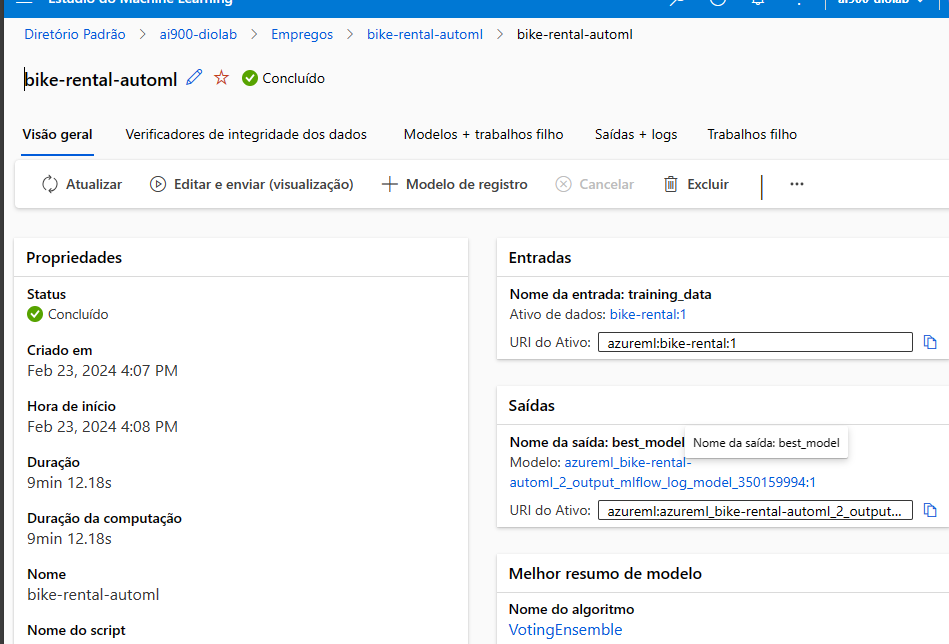 Estúdio do Machine Learning
ai900-diolab
Diretório Padrão > ai900-diolab > Empregos > bike-rental-automl > bike-rental-automl
bike-rental-automl Concluído
Visão geral Verificadores de integridade dos dados Modelos + trabalhos filho Saídas + logs Trabalhos filho
Atualizar Editar e enviar (visualização) Modelo de registro Cancelar Excluir ...
Propriedades
Status
Concluído
Criado em
Feb 23, 2024 4:07 PM
Hora de início
Feb 23, 2024 4:08 PM
Duração
9min 12.18s
Duração da computação
9min 12.18s
Nome
bike-rental-automl
Nome do script
Entradas
Nome da entrada: training_data
Ativo de dados: bike-rental:1
URI do Ativo: azureml:bike-rental:1
Saídas
Nome da saída: best_model
Nome da saída: best_model
Modelo: azureml_bike-rental-
automl_2_output_mlflow_log_model_350159994:1
URI do Ativo: azureml:azureml_bike-rental-automl_2_output...
Melhor resumo de modelo
Nome do algoritmo
VotingEnsemble